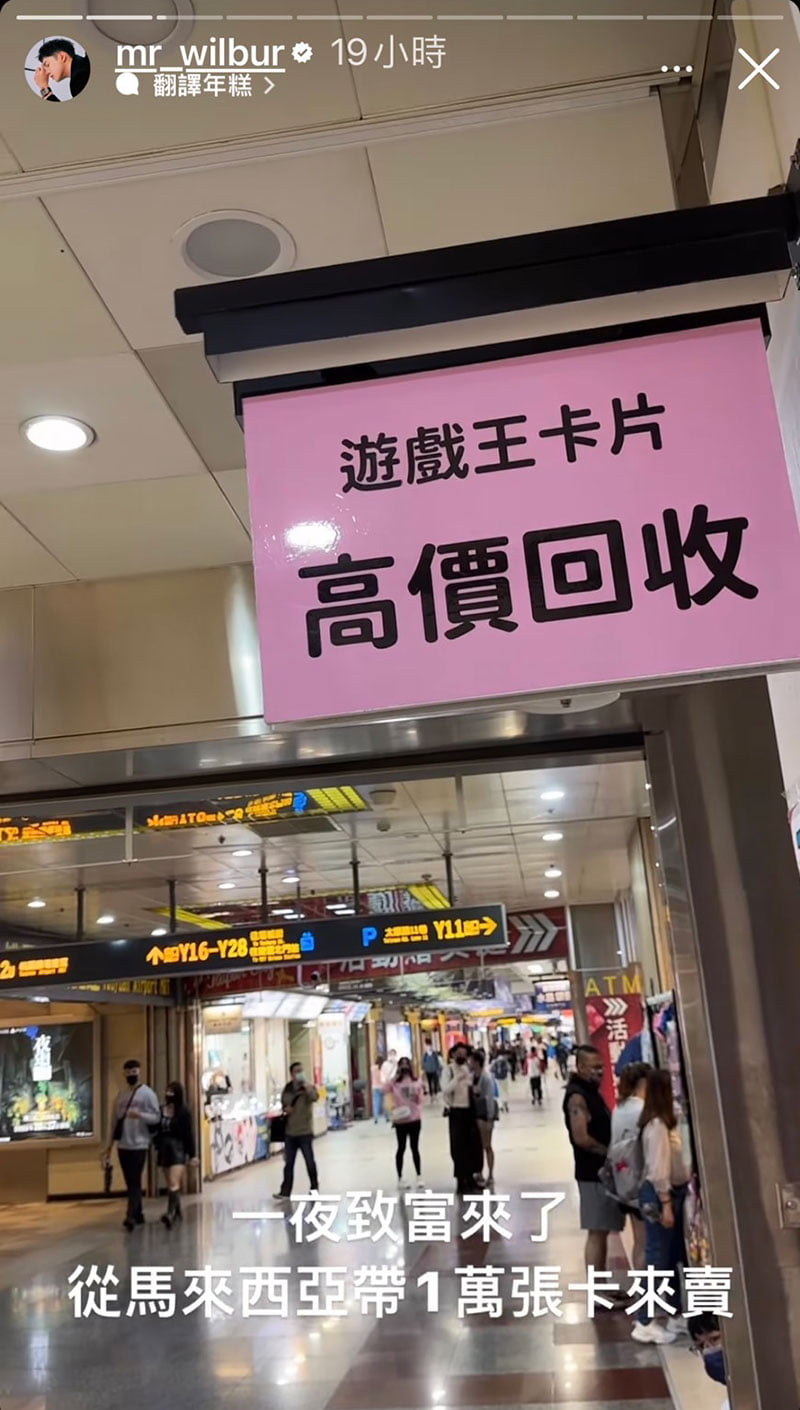 mr_wilbur 19小時
翻譯年糕
遊戲王卡片
高價回收
Y16-Y28
P
Y11
ATM
活動
一夜致富來了
從馬來西亞帶1萬張卡來賣